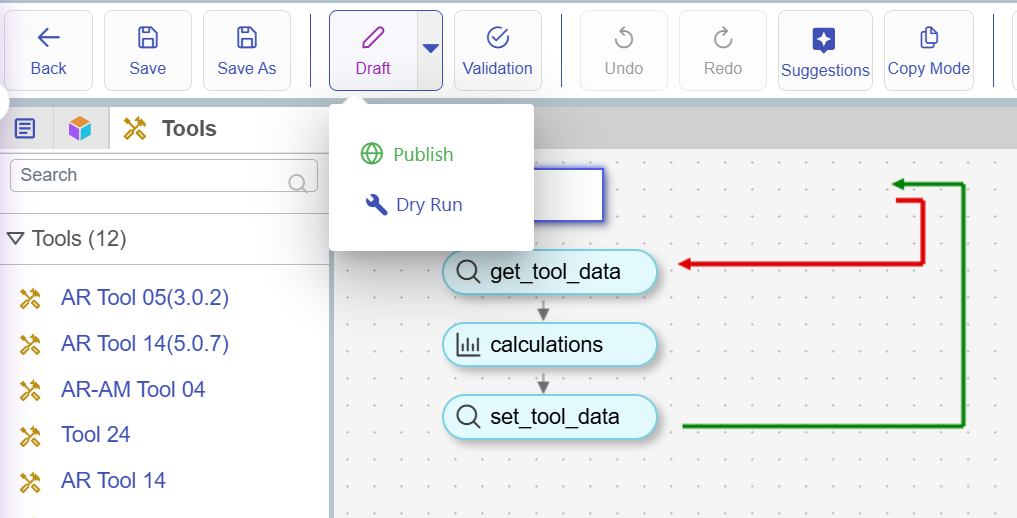 Back
Save
Save As
Draft
Validation
Undo
Redo
Suggestions
Copy Mode
Tools
Publish
Dry Run
Search
Tools (12)
get_tool_data
AR Tool 05(3.0.2)
AR Tool 14(5.0.7)
calculations
AR-AM Tool 04
set_tool_data
Tool 24
AR Tool 14